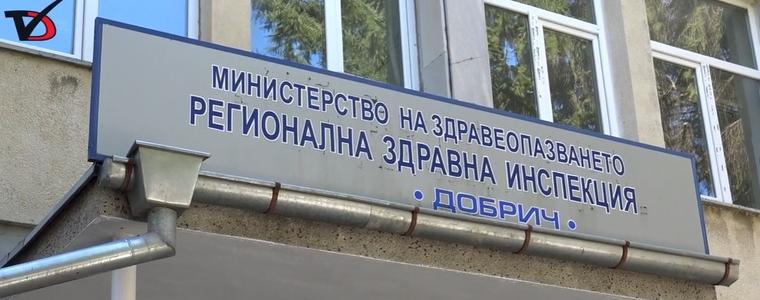 МИНИСТЕРСТВО НА ЗДРАВЕОПАЗВАНЕТО
РЕГИОНАЛНА ЗДРАВНА ИНСПЕКЦИЯ
• ДОБРИЧ •